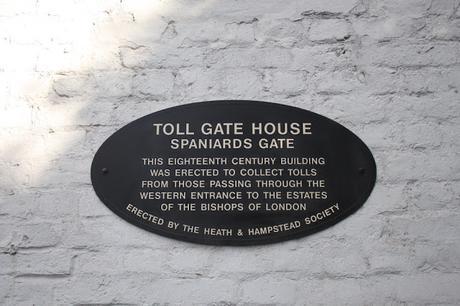 TOLL GATE HOUSE
SPANIARDS GATE
THIS EIGHTEENTH CENTURY BUILDING
WAS ERECTED TO COLLECT TOLLS
FROM THOSE PASSING THROUGH THE
WESTERN ENTRANCE TO THE ESTATES
OF THE BISHOPS OF LONDON
ERECTED BY THE HEATH & HAMPSTEAD SOCIETY